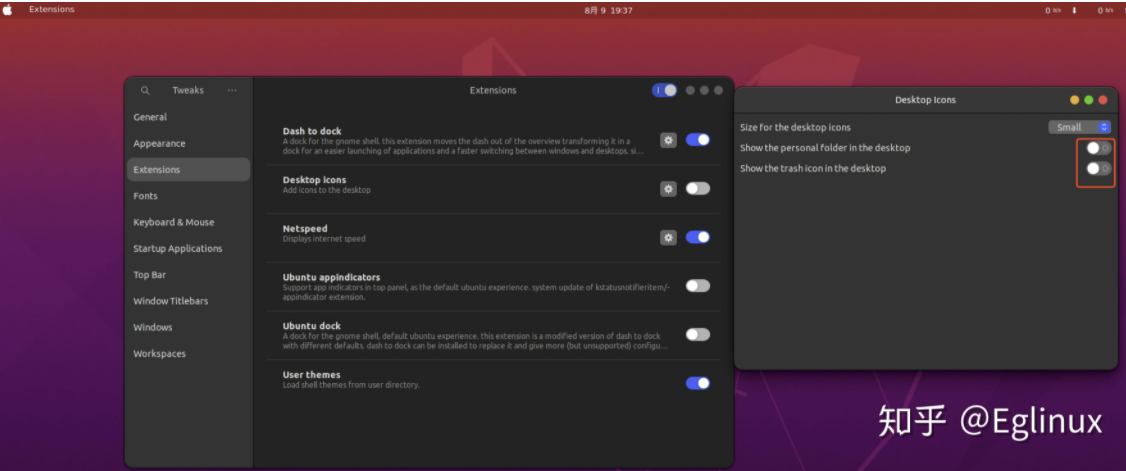 Extensions
8月 9 19:37
0
0
Tweaks
Extensions
General
Appearance
Extensions
Fonts
Keyboard & Mouse
Startup Applications
Top Bar
Window Titlebars
Windows
Workspaces
Dash to dock
A dock for the gnome shell. this extension moves the dash out of the overview transforming it in a
dock for an easier launching of applications and a faster switching between windows and desktops. si...
Desktop icons
Add icons to the desktop
Netspeed
Displays internet speed
Ubuntu appindicators
Support app indicators in top panel, as the default ubuntu experience. system update of kstatusnotifieritem/-
appindicator extension.
Ubuntu dock
A dock for the gnome shell, default ubuntu experience. this extension is a modified version of dash to dock
with different defaults. dash to dock can be installed to replace it and give more (but unsupported) configu...
User themes
Load shell themes from user directory.
Desktop Icons
Size for the desktop icons
Small
Show the personal folder in the desktop
Show the trash icon in the desktop
知乎 @Eglinux